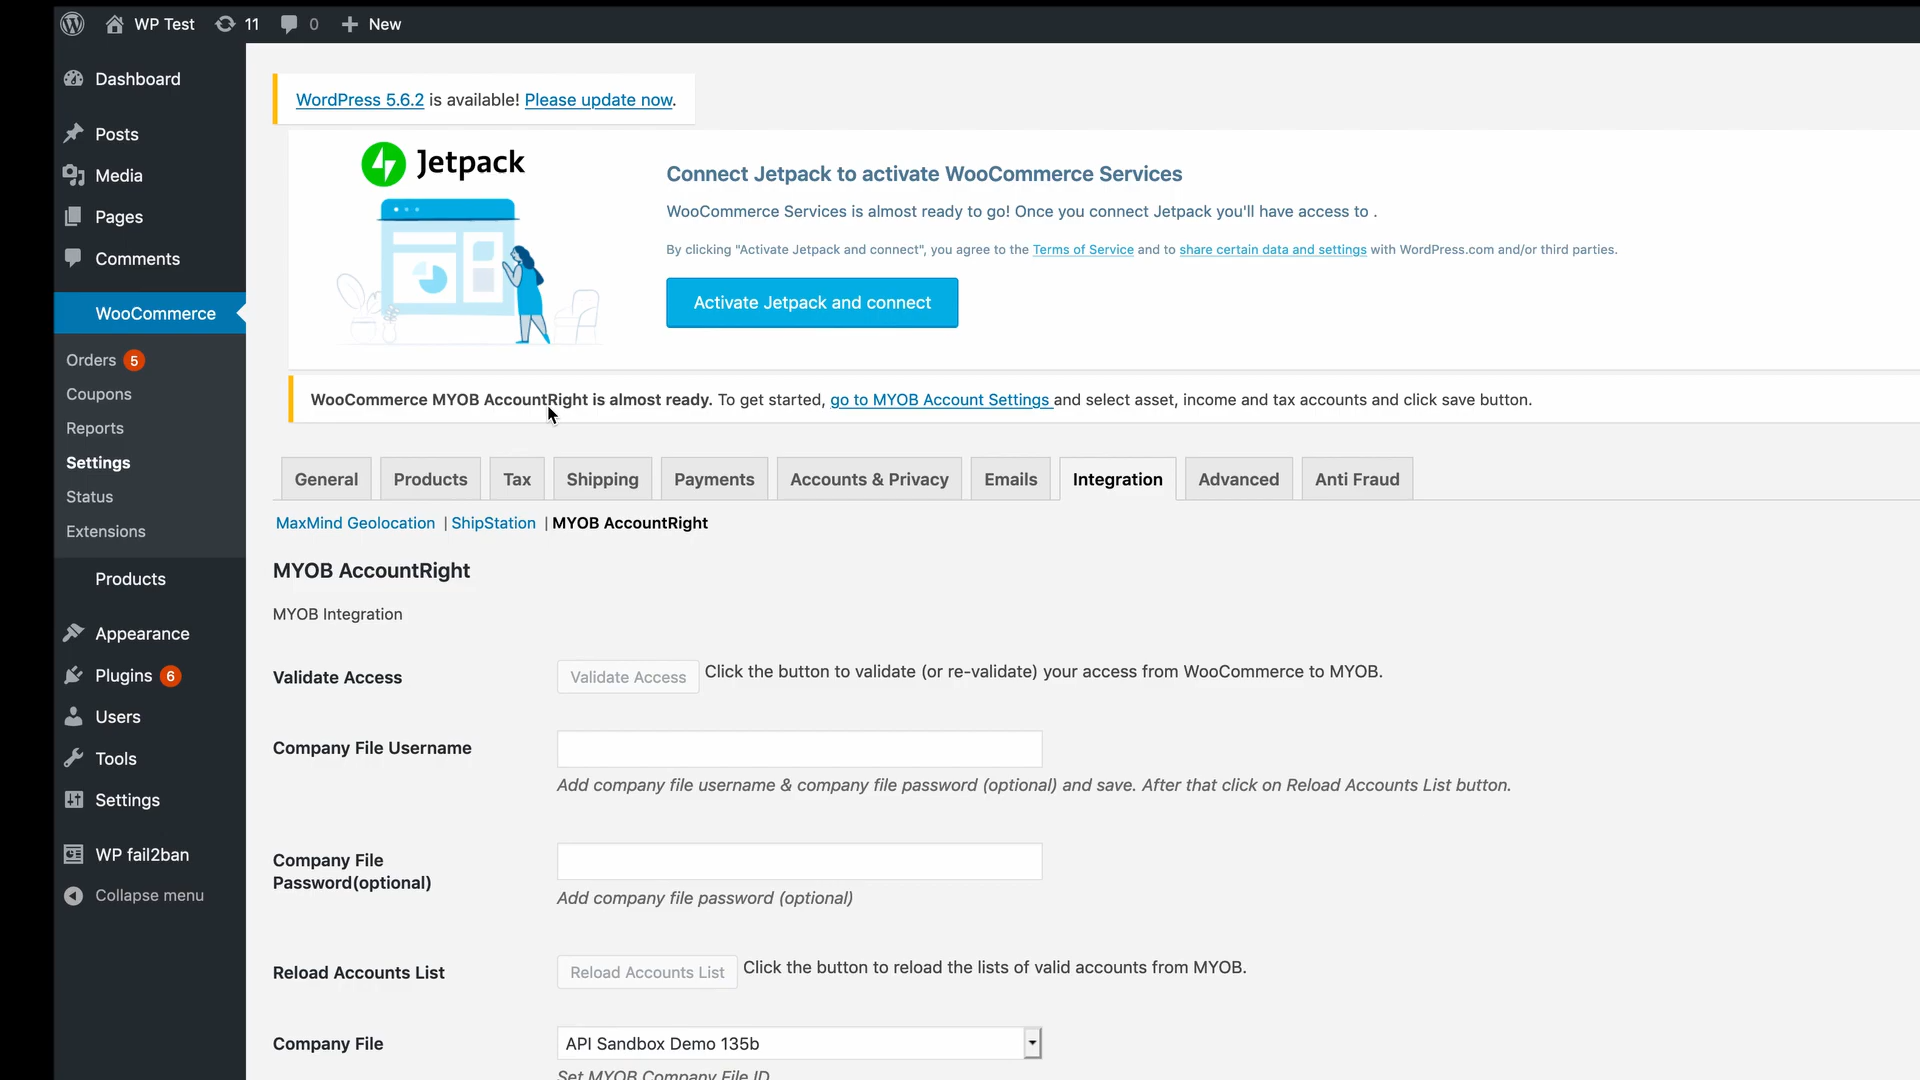 WP Test 11 0 New
Dashboard
Posts
Media
Pages
Comments
WooCommerce
Orders 5
Coupons
Reports
Settings
Status
Extensions
Products
Appearance
Plugins 6
Users
Tools
Settings
WP fail2ban
Collapse menu
WordPress 5.6.2 is available! Please update now.
Jetpack
Connect Jetpack to activate WooCommerce Services
WooCommerce Services is almost ready to go! Once you connect Jetpack you'll have access to .
By clicking "Activate Jetpack and connect", you agree to the Terms of Service and to share certain data and settings with WordPress.com and/or third parties.
Activate Jetpack and connect
WooCommerce MYOB AccountRight is almost ready. To get started, go to MYOB Account Settings and select asset, income and tax accounts and click save button.
General Products Tax Shipping Payments Accounts & Privacy Emails Integration Advanced Anti Fraud
MaxMind Geolocation | ShipStation | MYOB AccountRight
MYOB AccountRight
MYOB Integration
Validate Access Validate Access Click the button to validate (or re-validate) your access from WooCommerce to MYOB.
Company File Username
Add company file username & company file password (optional) and save. After that click on Reload Accounts List button.
Company File
Password(optional)
Add company file password (optional)
Reload Accounts List Reload Accounts List Click the button to reload the lists of valid accounts from MYOB.
Company File API Sandbox Demo 135b
Set MYOB Company File ID